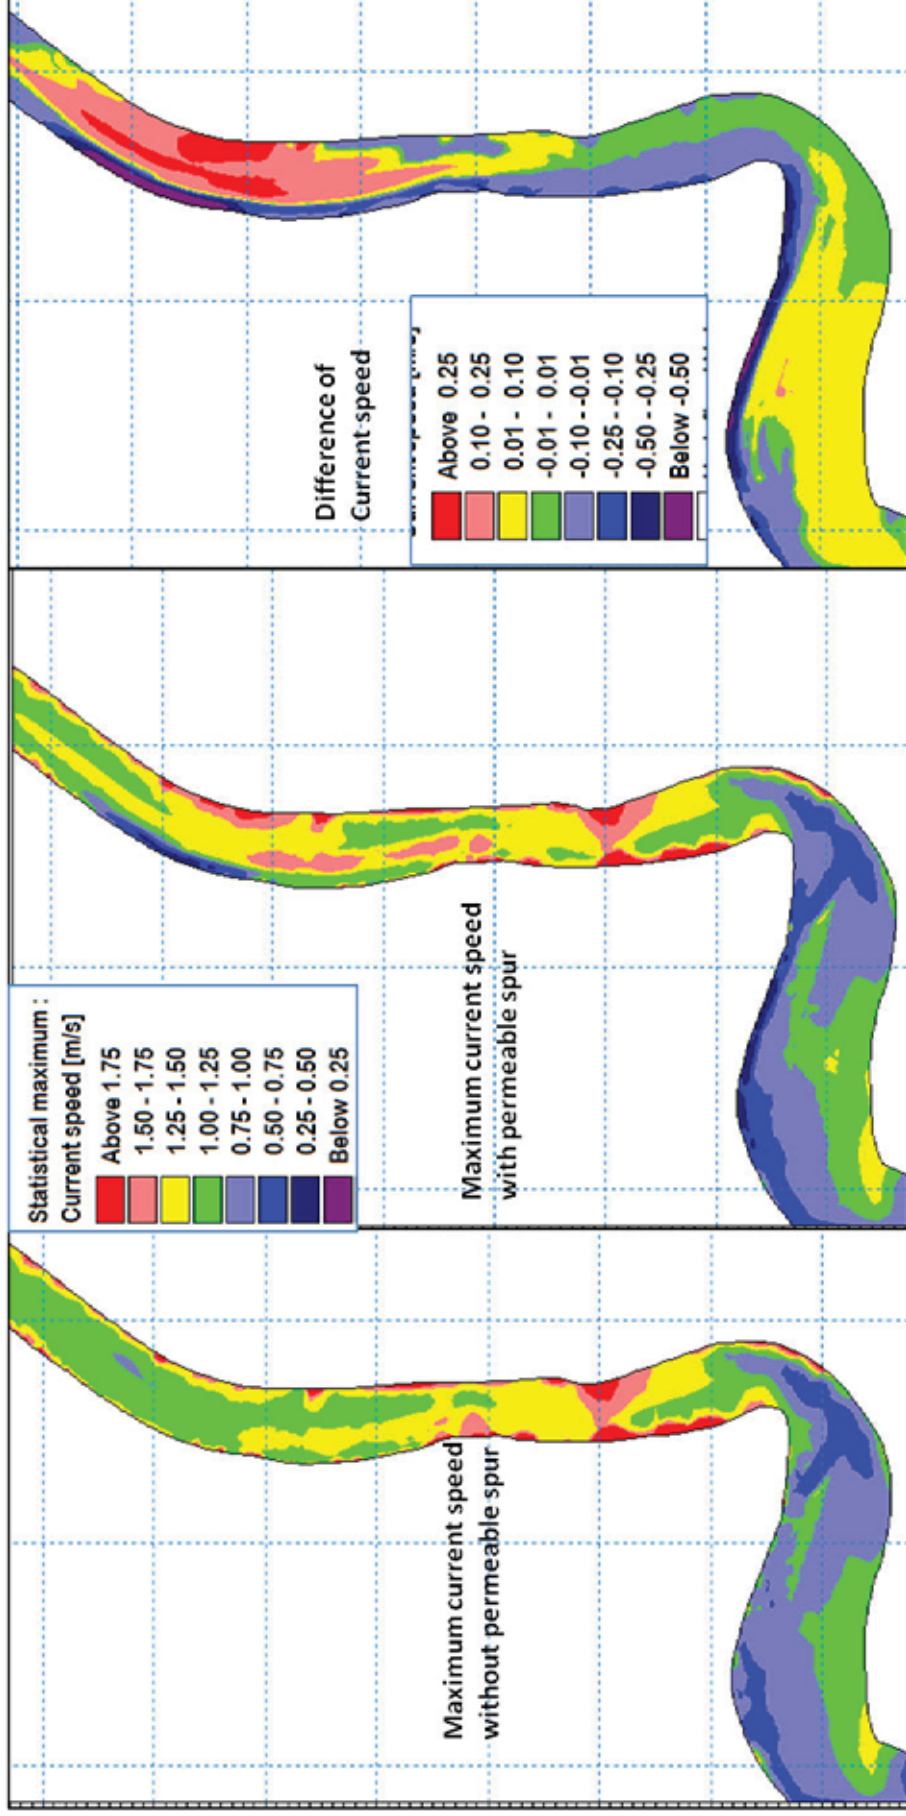 Maximum current speed
without permeable spur
Statistical maximum :
Current speed [m/s]
Above 1.75
1.50 - 1.75
1.25 - 1.50
1.00 - 1.25
0.75 - 1.00
0.50 - 0.75
0.25 - 0.50
Below 0.25
Maximum current speed
with permeable spur
Difference of
Current speed
Above 0.25
0.10 - 0.25
0.01 - 0.10
-0.01 - 0.01
-0.10 - -0.01
-0.25 - -0.10
-0.50 - -0.25
Below -0.50